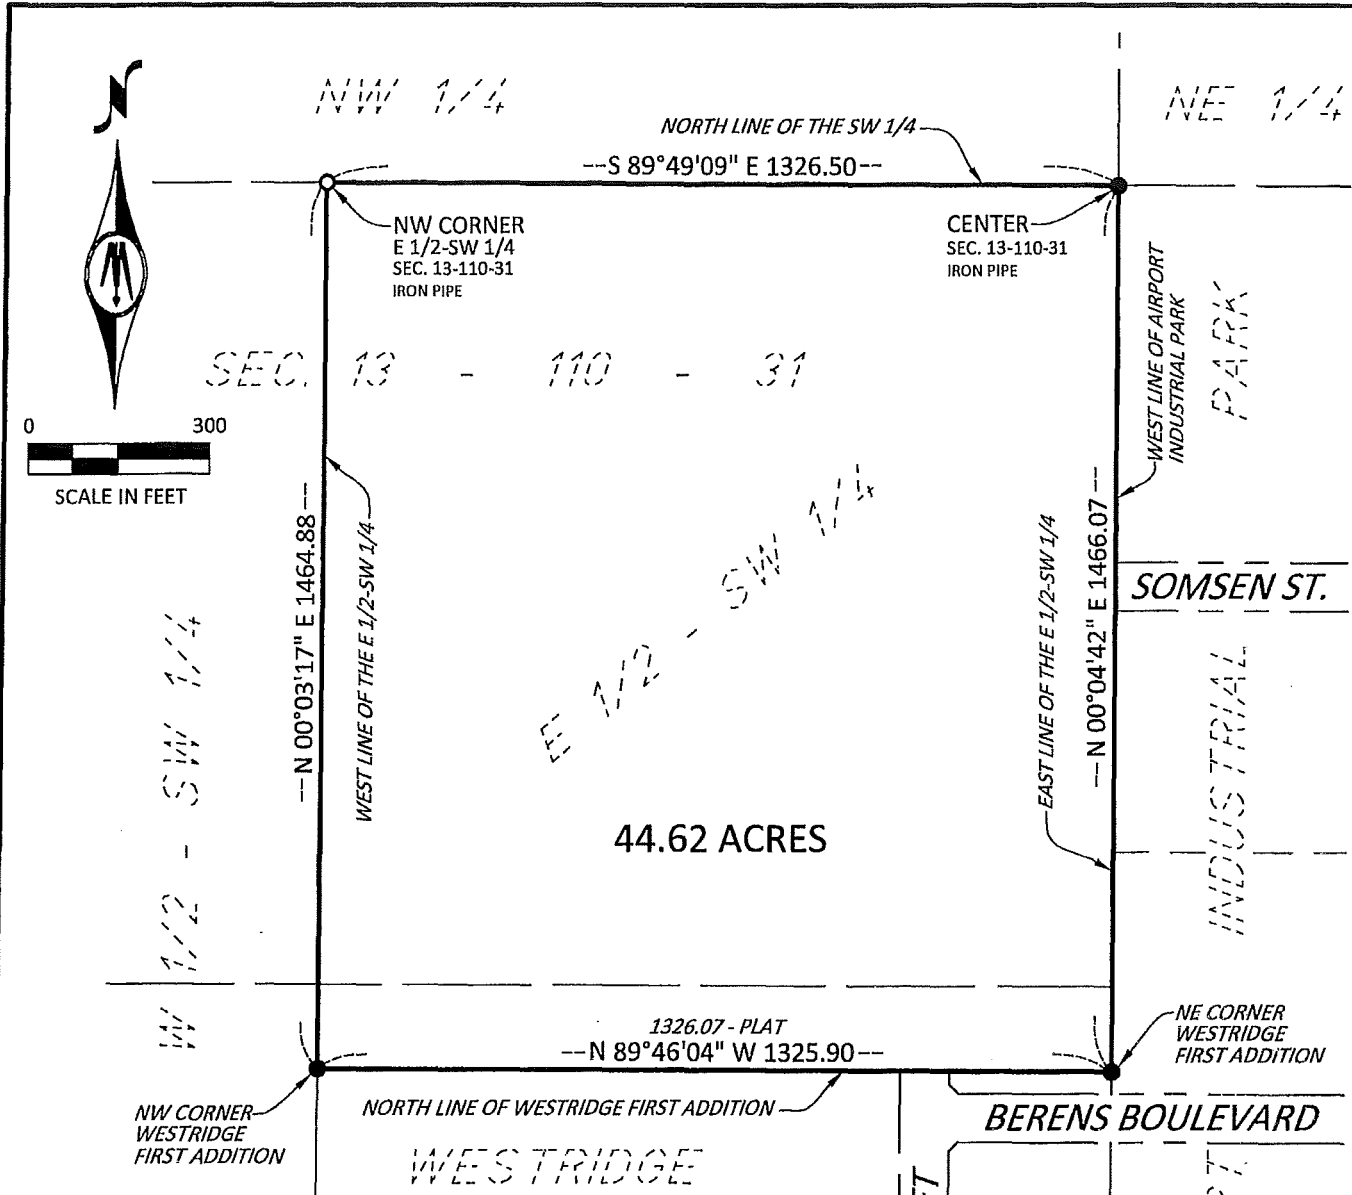 N
NW 1/4
NE 1/4
NORTH LINE OF THE SW 1/4
--S 89°49'09" E 1326.50--
NW CORNER
E 1/2-SW 1/4
SEC. 13-110-31
IRON PIPE
CENTER
SEC. 13-110-31
IRON PIPE
WEST LINE OF AIRPORT
INDUSTRIAL PARK
PARK
SEC. 13 - 110 - 31
0 300
SCALE IN FEET
--N 00°03'17" E 1464.88--
WEST LINE OF THE E 1/2-SW 1/4
E 1/2 - SW 1/4
EAST LINE OF THE E 1/2-SW 1/4
--N 00°04'42" E 1466.07--
SOMSEN ST.
W 1/2 - SW 1/4
INDUSTRIAL
44.62 ACRES
1326.07 - PLAT
--N 89°46'04" W 1325.90--
NE CORNER
WESTRIDGE
FIRST ADDITION
NW CORNER
WESTRIDGE
FIRST ADDITION
NORTH LINE OF WESTRIDGE FIRST ADDITION
BERENS BOULEVARD
WESTRIDGE